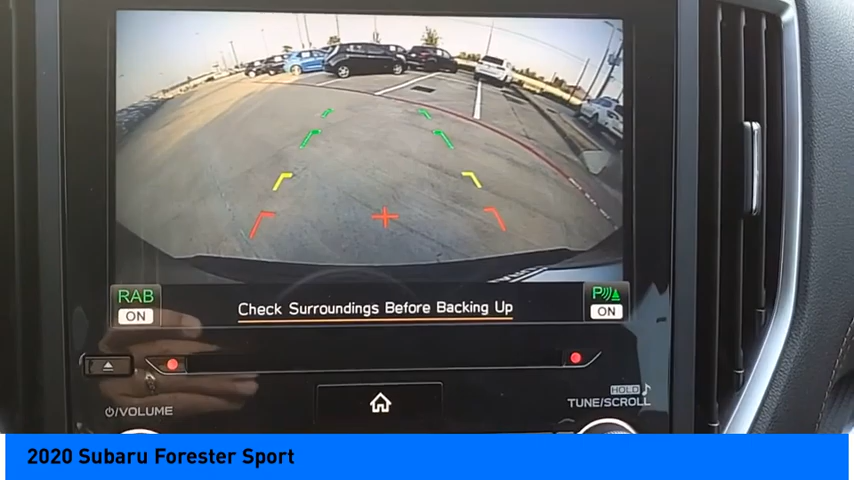 RAB
ON
Check Surroundings Before Backing Up
P
ON
/VOLUME
HOLD
TUNE/SCROLL
2020 Subaru Forester Sport